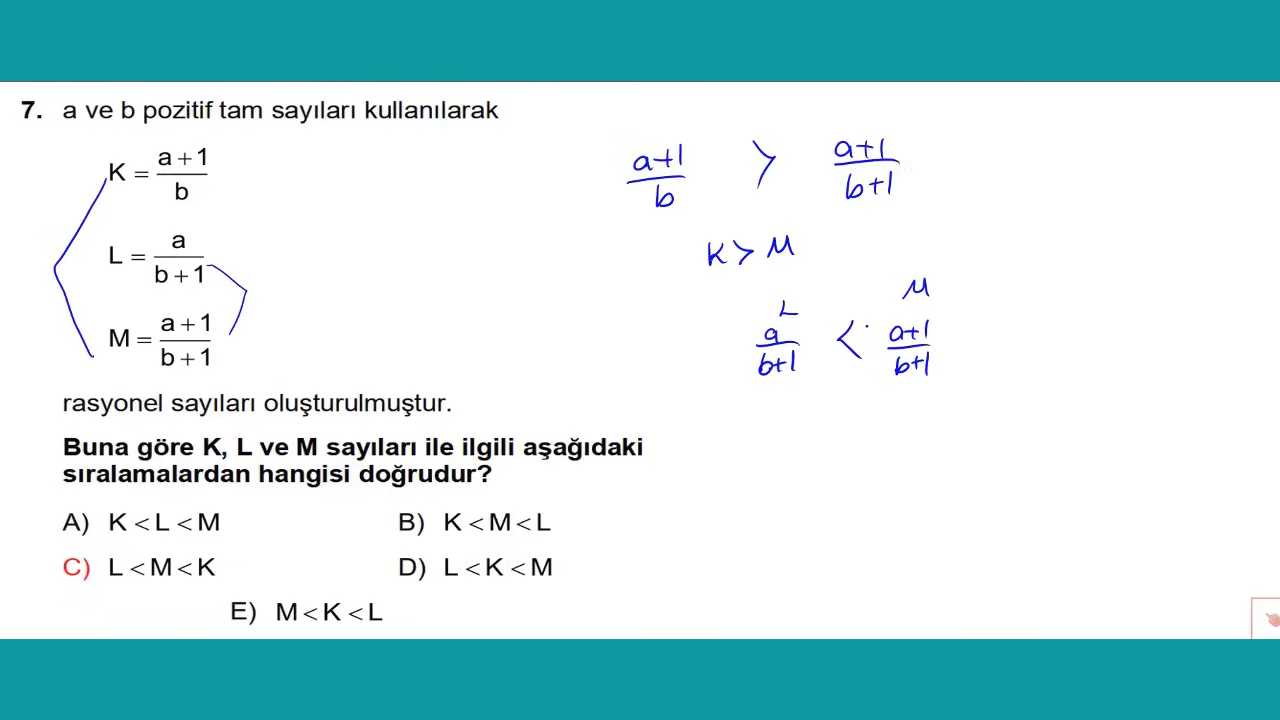 7. a ve b pozitif tam sayıları kullanılarak
K = a+1 / b
L = a / b+1
M = a+1 / b+1
rasyonel sayıları oluşturulmuştur.
Buna göre K, L ve M sayıları ile ilgili aşağıdaki
sıralamalardan hangisi doğrudur?
A) K < L < M
B) K < M < L
C) L < M < K
D) L < K < M
E) M < K < L
a+1 / b > a+1 / b+1
K > M
L M
a / b+1 < a+1 / b+1